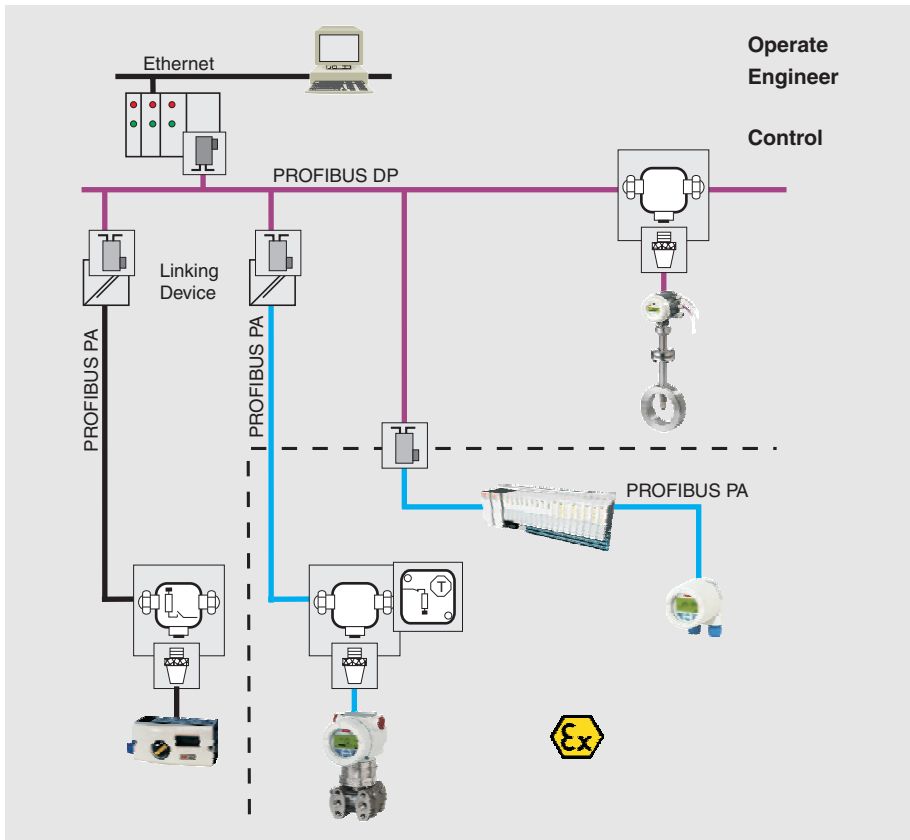 Operate
Ethernet
Engineer
Control
PROFIBUS DP
Linking
Device
PROFIBUS PA
PROFIBUS PA
PROFIBUS PA
T
Ex